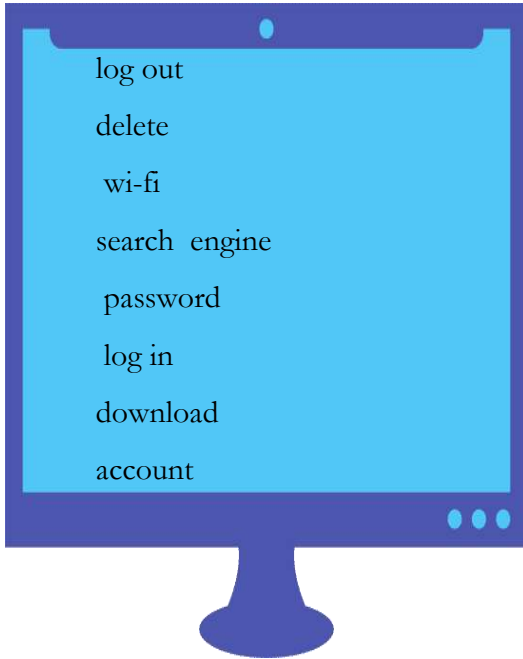 log out
delete
wi-fi
search engine
password
log in
download
account